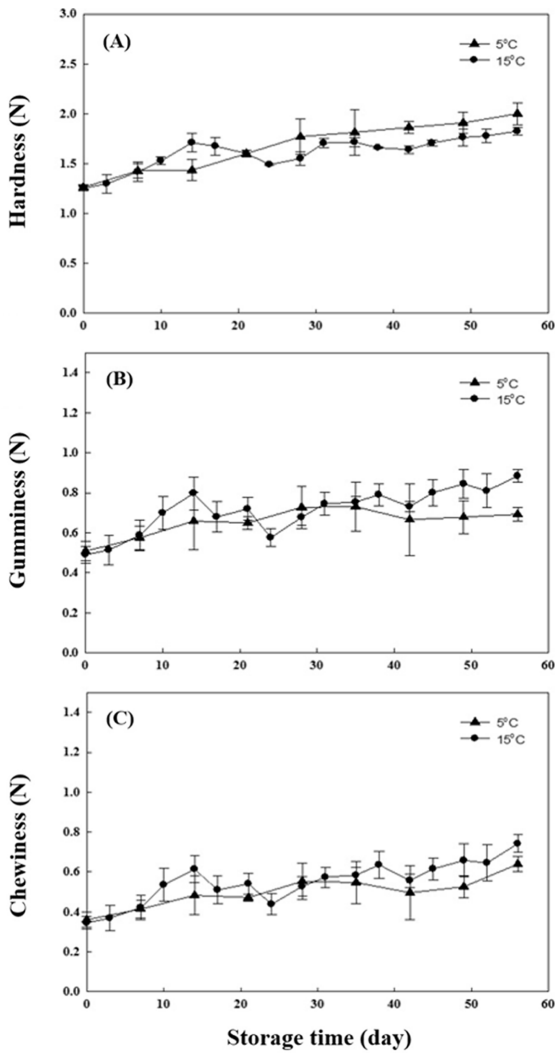 (A)
5°C
15°C
Hardness (N)
3.0
2.5
2.0
1.5
1.0
0.5
0.0
0 10 20 30 40 50 60
(B)
5°C
15°C
Gumminess (N)
1.4
1.2
1.0
0.8
0.6
0.4
0.2
0.0
0 10 20 30 40 50 60
(C)
5°C
15°C
Chewiness (N)
1.4
1.2
1.0
0.8
0.6
0.4
0.2
0.0
0 10 20 30 40 50 60
Storage time (day)